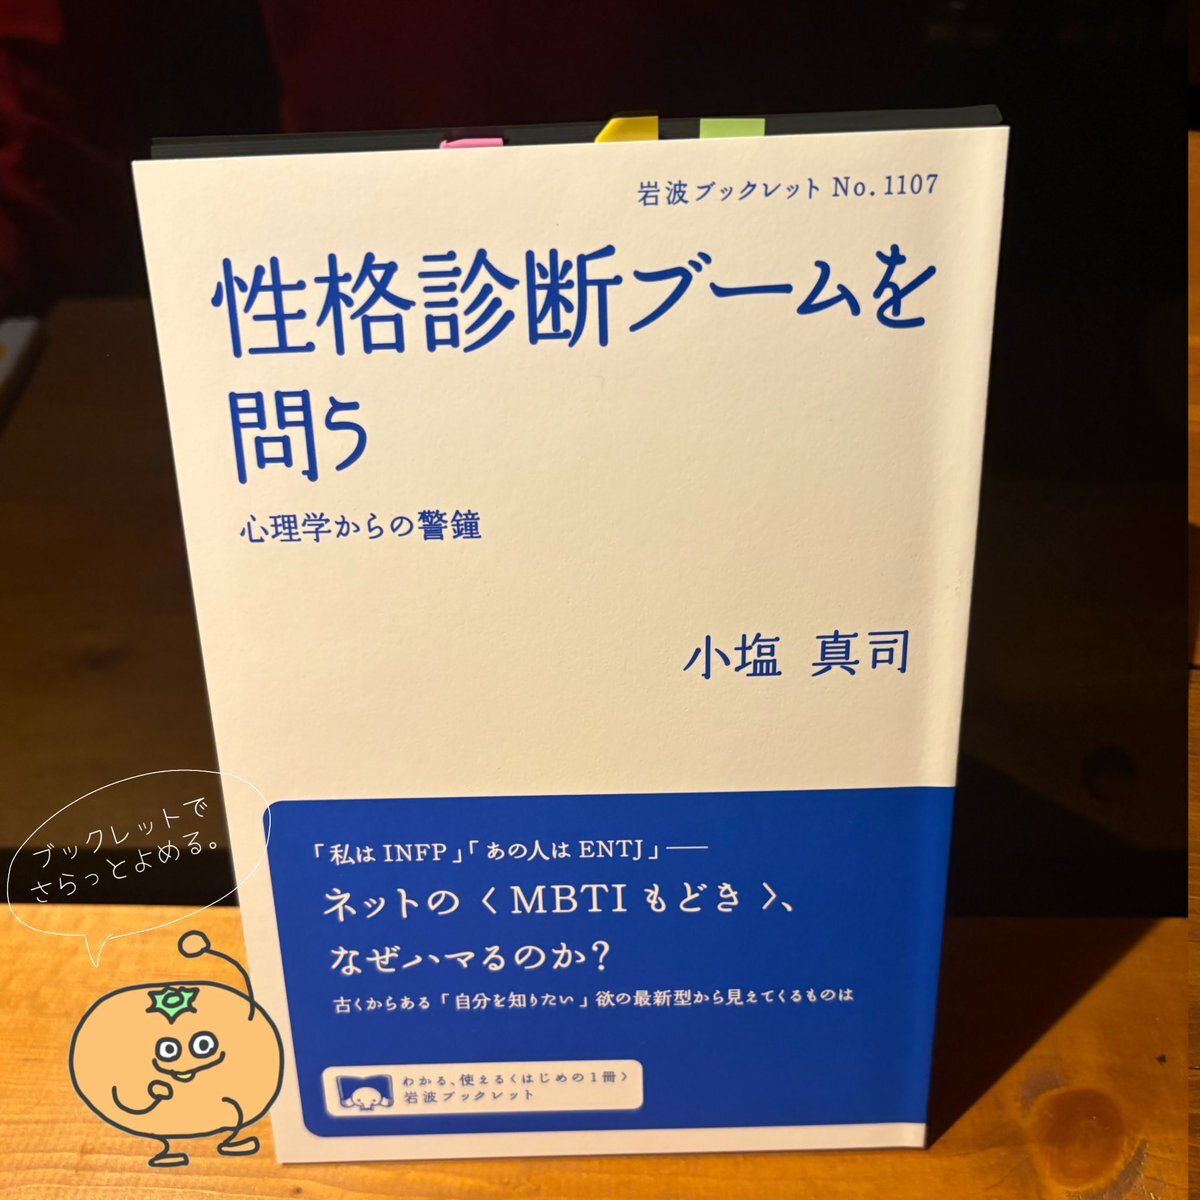 岩波ブックレット No.1107
性格診断ブームを
問う
心理学からの警鐘
小塩 真司
「私は INFP」「あの人は ENTJ」――
ネットの〈MBTI もどき〉、
なぜハマるのか?
古くからある「自分を知りたい」欲の最新型から見えてくるものは
わかる、使える〈はじめの1冊〉
岩波ブックレット
ブックレットで
さらっとよめる。